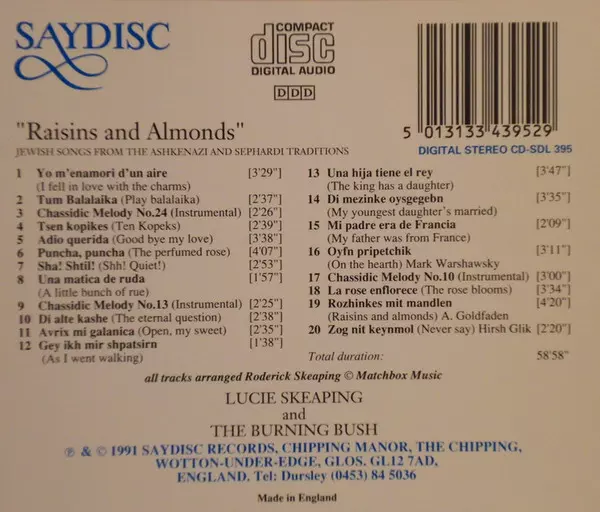 SAYDISC
COMPACT
disc
DIGITAL AUDIO
DDD
5 013133 439529
DIGITAL STEREO CD-SDL 395
"Raisins and Almonds"
JEWISH SONGS FROM THE ASHKENAZI AND SEPHARDI TRADITIONS
1 Yo m'enamori d'un aire [3'29"]
(I fell in love with the charms)
2 Tum Balalaika (Play balalaika) [2'37"]
3 Chassidic Melody No.24 (Instrumental) [2'26"]
4 Tsen kopikes (Ten Kopeks) [2'39"]
5 Adio querida (Good bye my love) [3'38"]
6 Puncha, puncha (The perfumed rose) [4'07"]
7 Sha! Shtil! (Shh! Quiet!) [2'53"]
8 Una matica de ruda [1'57"]
(A little bunch of rue)
9 Chassidic Melody No.13 (Instrumental) [2'25"]
10 Di alte kashe (The eternal question) [2'38"]
11 Avrix mi galanica (Open, my sweet) [2'35"]
12 Gey ikh mir shpatsirn [1'38"]
(As I went walking)
13 Una hija tiene el rey [3'47"]
(The king has a daughter)
14 Di mezinke oysgegebn [3'35"]
(My youngest daughter's married)
15 Mi padre era de Francia [2'09"]
(My father was from France)
16 Oyfn pripetchik [3'11"]
(On the hearth) Mark Warshawsky
17 Chassidic Melody No.10 (Instrumental) [3'00"]
18 La rose enflorece (The rose blooms) [3'34"]
19 Rozhinkes mit mandlen [4'20"]
(Raisins and almonds) A. Goldfaden
20 Zog nit keynmol (Never say) Hirsh Glik [2'20"]
Total duration: 58'58"
all tracks arranged Roderick Skeaping © Matchbox Music
LUCIE SKEAPING
and
THE BURNING BUSH
℗ & © 1991 SAYDISC RECORDS, CHIPPING MANOR, THE CHIPPING,
WOTTON-UNDER-EDGE, GLOS. GL12 7AD,
ENGLAND. Tel: Dursley (0453) 84 5036
Made in England